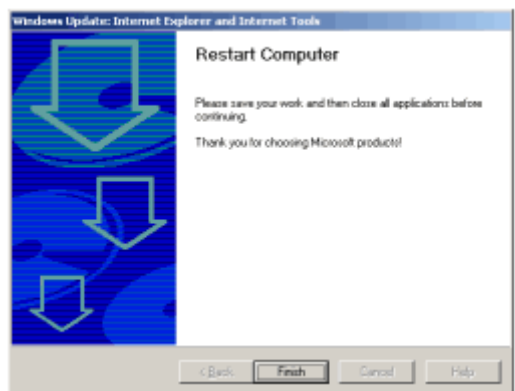 Windows Update: Internet Explorer and Internet Tools
Restart Computer
Please save your work and then close all applications before
continuing.
Thank you for choosing Microsoft products!
< Back
Finish
Cancel
Help